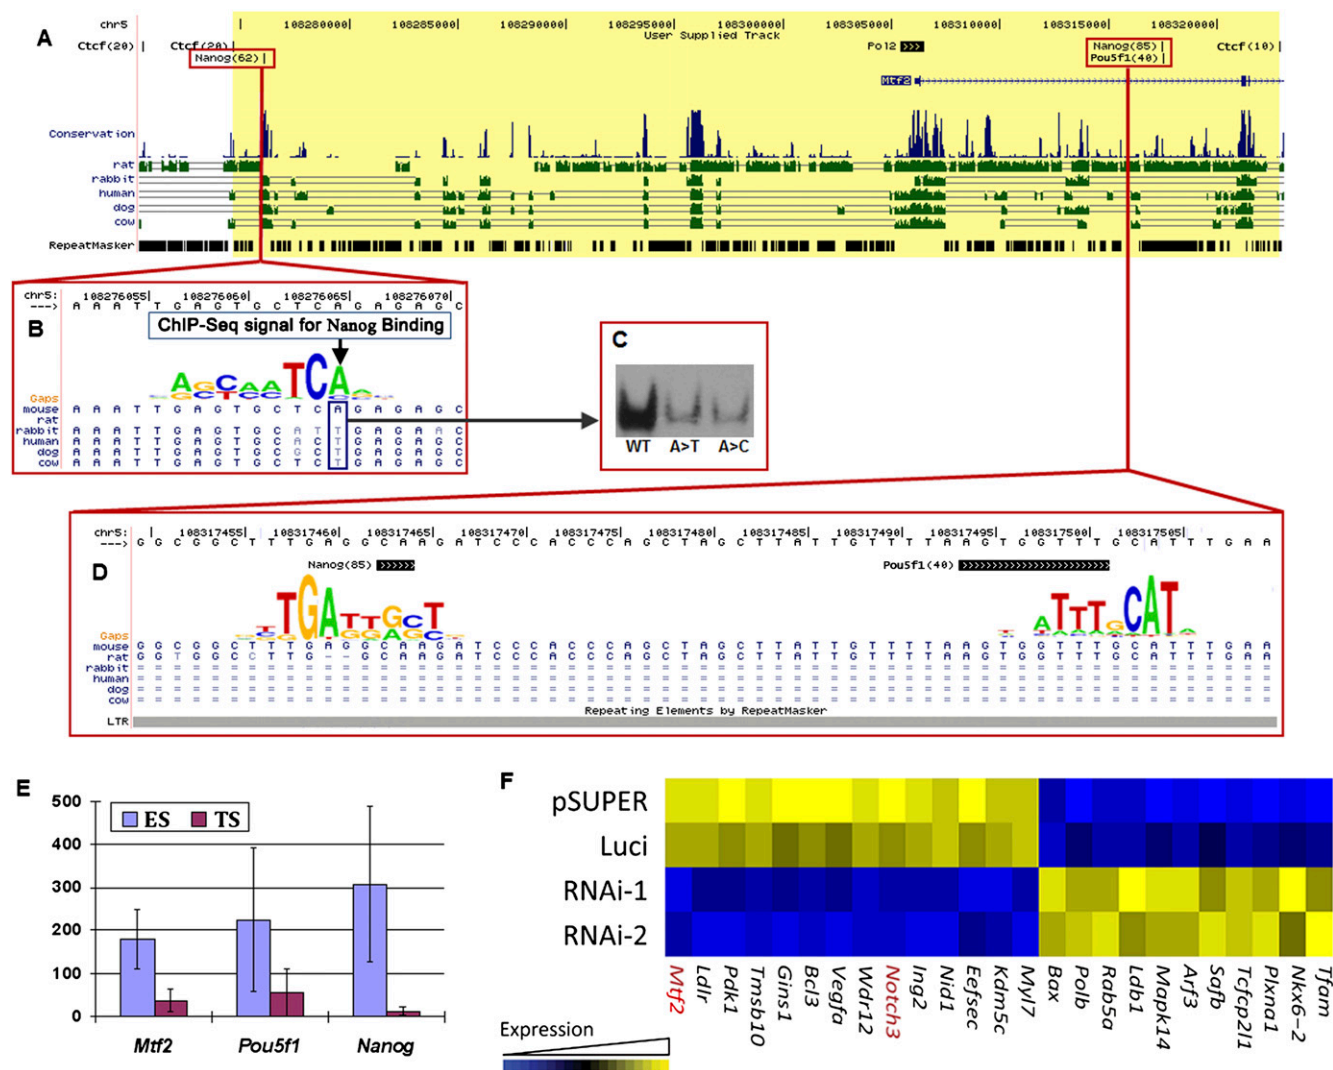 A
chr5
108280000|
108285000|
108290000|
108295000|
108300000|
108305000|
108310000|
108315000|
108320000|
User Supplied Track
Ctcf(20)
Ctcf(20)
Nanog(62)
Pol2
Nanog(85)
Pou5f1(40)
Ctcf(10)
Mtf2
Conservation
rat
rabbit
human
dog
cow
RepeatMasker
B
chr5:
108276055|
108276060|
108276065|
108276070|
---> A A A T T G A G T G C T C A G A G A G C
ChIP-Seq signal for Nanog Binding
Gaps
mouse A A A T T G A G T G C T C A G A G A G C
rat
rabbit A A A T T G A G T G C A T T G A G A A C
human A A A T T G A G T G C A C T G A G A G C
dog A A A T T G A G T G C G C T G A G A G C
cow A A A T T G A G T G C T C T G A G A G C
C
WT A>T A>C
D
chr5:
108317455|
108317460|
108317465|
108317470|
108317475|
108317480|
108317485|
108317490|
108317495|
108317500|
108317505|
---> G G C G G C T T T G A G G C A A G A T C C C A C C C A G C T A G C T T A T T G T T T T A A G T G G T T T G C A T T T G A A
Nanog(85)
Pou5f1(40)
Gaps
mouse G G C G G C T T T G A G G C A A G A T C C C A C C C A G C T A G C T T A T T G T T T T A A G T G G T T T G C A T T T G A A
rat G G T G G C C T T G - - G C A A G A T C C C A C C C A G C T A G C T T A T T G T T T T A A G T G G T T T G C A T T T G A A
rabbit
human
dog
cow
Repeating Elements by RepeatMasker
LTR
E
ES TS
500
400
300
200
100
0
Mtf2 Pou5f1 Nanog
F
pSUPER
Luci
RNAi-1
RNAi-2
Mtf2 Ldlr Pdk1 Tmsb10 Gins1 Bcl3 Vegfa Wdr12 Notch3 Ing2 Nid1 Eefsec Kdm5c Myl7 Bax Polb Rab5a Ldb1 Mapk14 Arf3 Safb Tcfcp2l1 Plxna1 Nkx6-2 Tfam
Expression